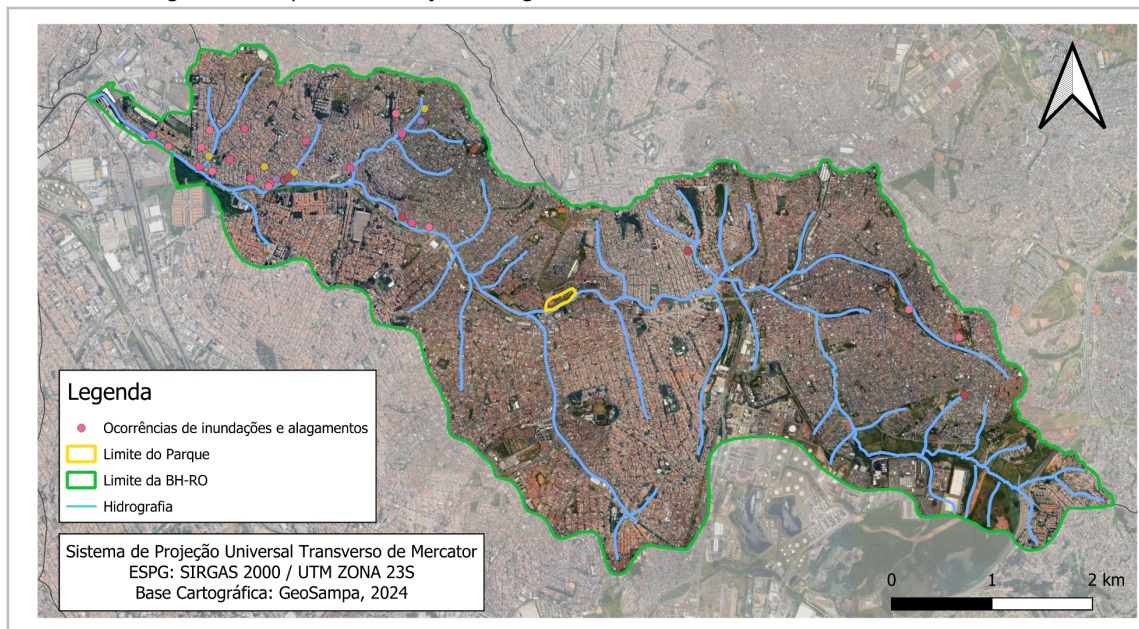 Legenda
Ocorrências de inundações e alagamentos
Limite do Parque
Limite da BH-RO
Hidrografia
Sistema de Projeção Universal Transverso de Mercator
ESPG: SIRGAS 2000 / UTM ZONA 23S
Base Cartográfica: GeoSampa, 2024
0 1 2 km